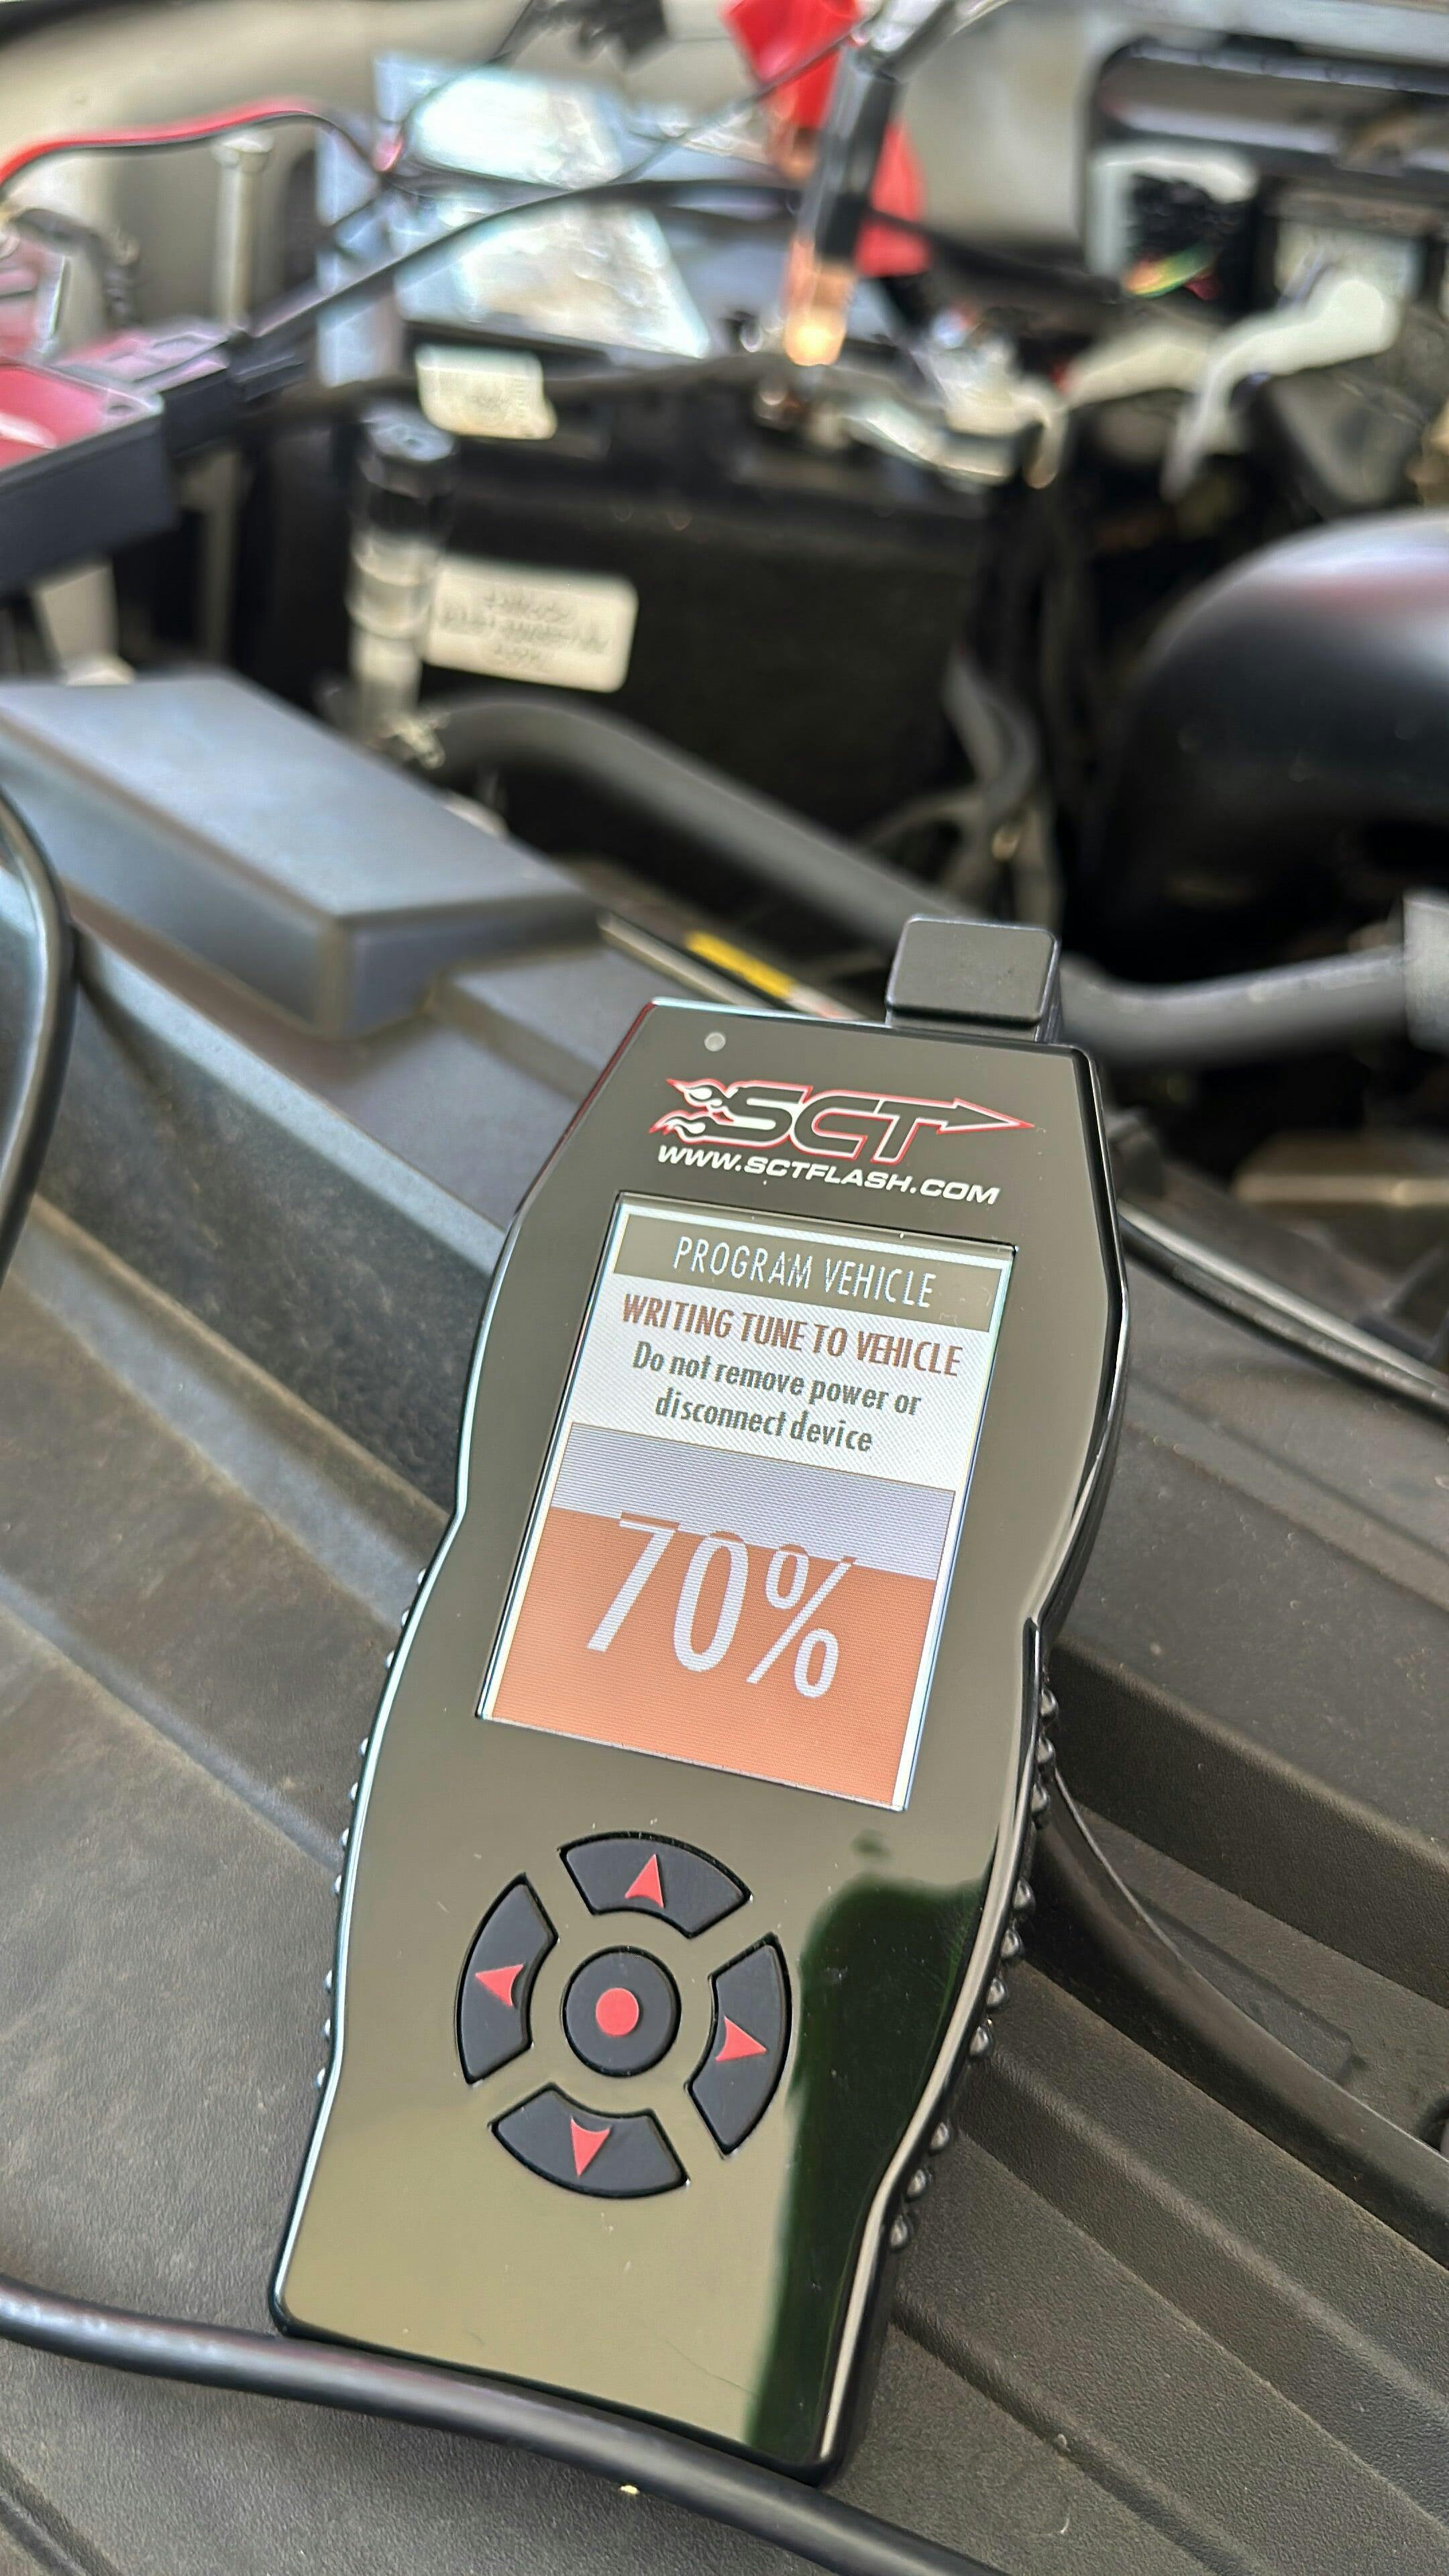 SCT
WWW.SCTFLASH.COM
PROGRAM VEHICLE
WRITING TUNE TO VEHICLE
Do not remove power or
disconnect device
70%